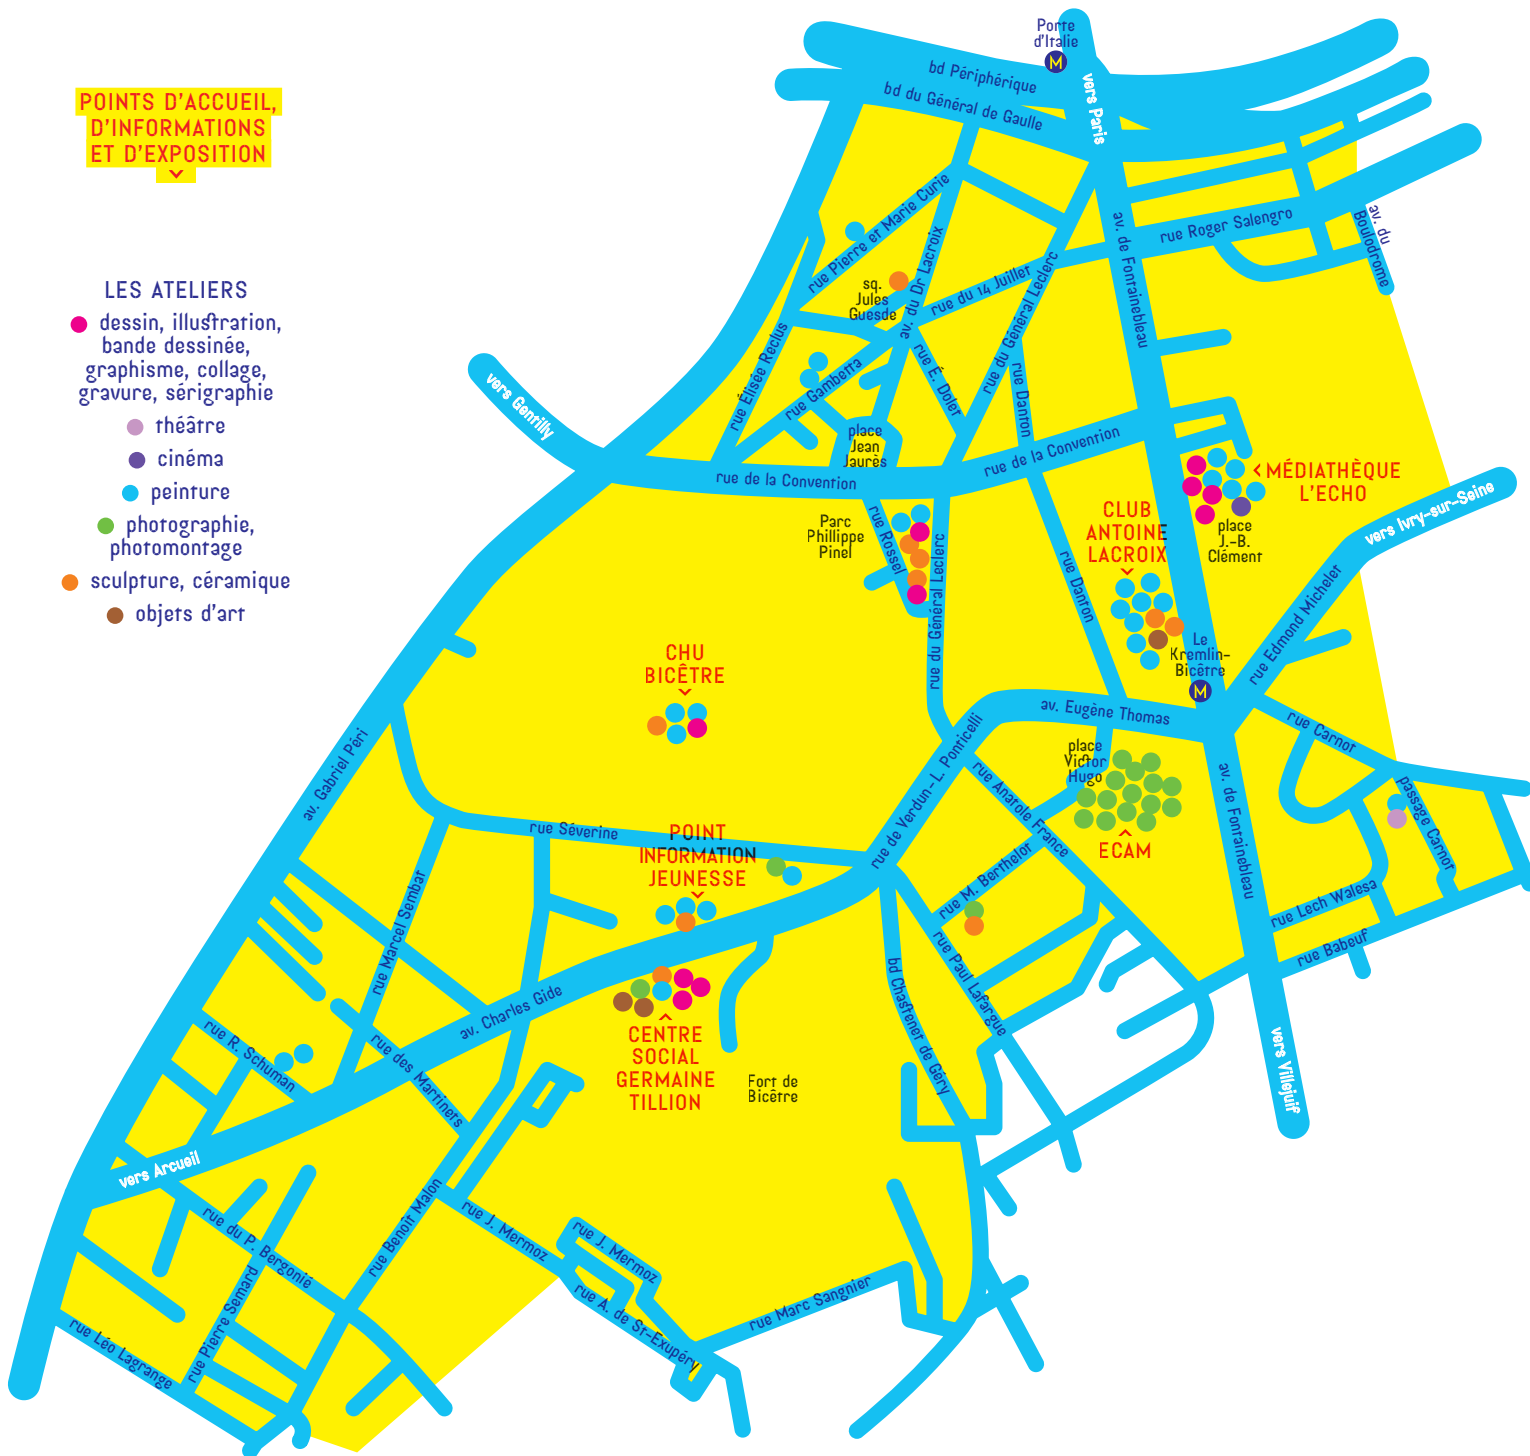 POINTS D'ACCUEIL,
D'INFORMATIONS
ET D'EXPOSITION
LES ATELIERS
dessin, illustration,
bande dessinée,
graphisme, collage,
gravure, sérigraphie
théâtre
cinéma
peinture
photographie,
photomontage
sculpture, céramique
objets d'art
Porte
d'Italie
M
bd Périphérique
bd du Général de Gaulle
vers Paris
rue Pierre et Marie Curie
av. du Dr Lacroix
av. de Fontainebleau
rue Roger Salengro
av. du
Boulodrome
sq.
Jules
Guesde
rue du 14 Juillet
rue du Général Leclerc
rue Élisée Reclus
rue Gambetta
rue É. Dolet
rue Danton
vers Gentilly
place
Jean
Jaurès
rue de la Convention
rue de la Convention
MÉDIATHÈQUE
L'ECHO
place
J.-B.
Clément
vers Ivry-sur-Seine
CLUB
ANTOINE
LACROIX
Parc
Phillippe
Pinel
rue Rossel
rue du Général Leclerc
rue Danton
rue Edmond Michelet
Le
Kremlin-
Bicêtre
M
CHU
BICÊTRE
av. Eugène Thomas
rue Carnot
place
Victor
Hugo
av. Gabriel Péri
rue de Verdun - L. Ponticelli
rue Anatole France
av. de Fontainebleau
passage Carnot
ECAM
rue Séverine
POINT
INFORMATION
JEUNESSE
rue M. Berthelot
rue Marcel Sembat
rue Lech Walesa
rue Babeuf
rue Paul Lafargue
bd Chastenet de Géry
av. Charles Gide
CENTRE
SOCIAL
GERMAINE
TILLION
Fort de
Bicêtre
rue R. Schuman
rue des Martinets
vers Villejuif
vers Arcueil
rue Benoit Malon
rue du P. Bergonié
rue J. Mermoz
rue J. Mermoz
rue Pierre Semard
rue A. de St-Exupéry
rue Marc Sangnier
rue Léo Lagrange